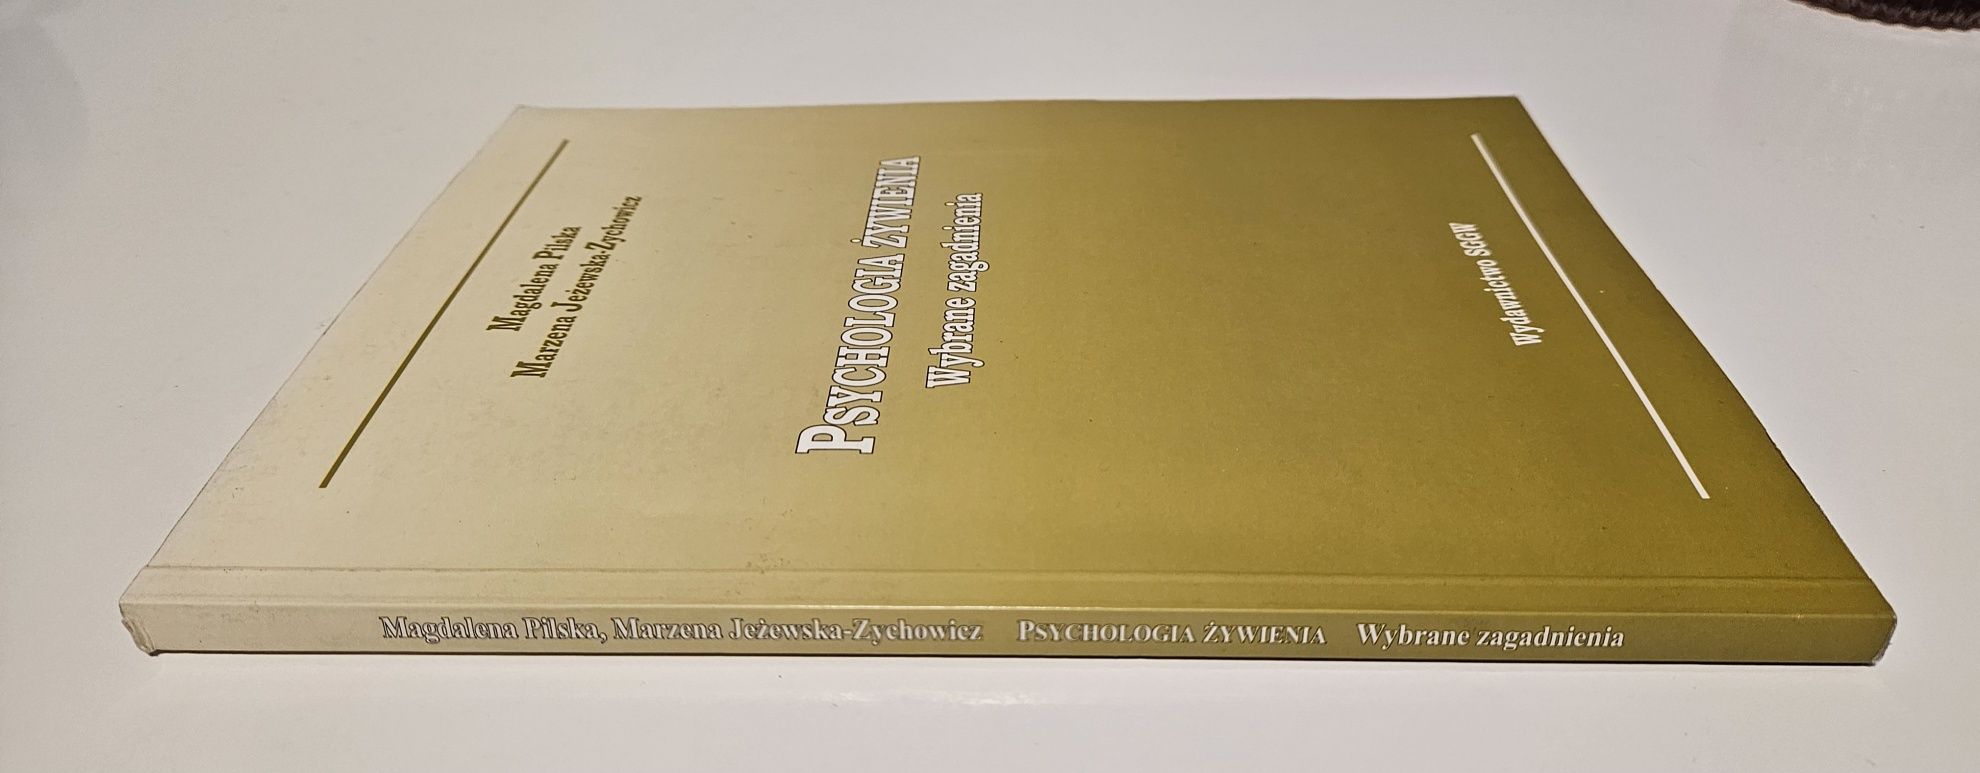 Magdalena Pilska
Marzena Jeżewska-Zychowicz
PSYCHOLOGIA ŻYWIENIA
Wybrane zagadnienia
Wydawnictwo SGGW
Magdalena Pilska, Marzena Jeżewska-Zychowicz PSYCHOLOGIA ŻYWIENIA Wybrane zagadnienia